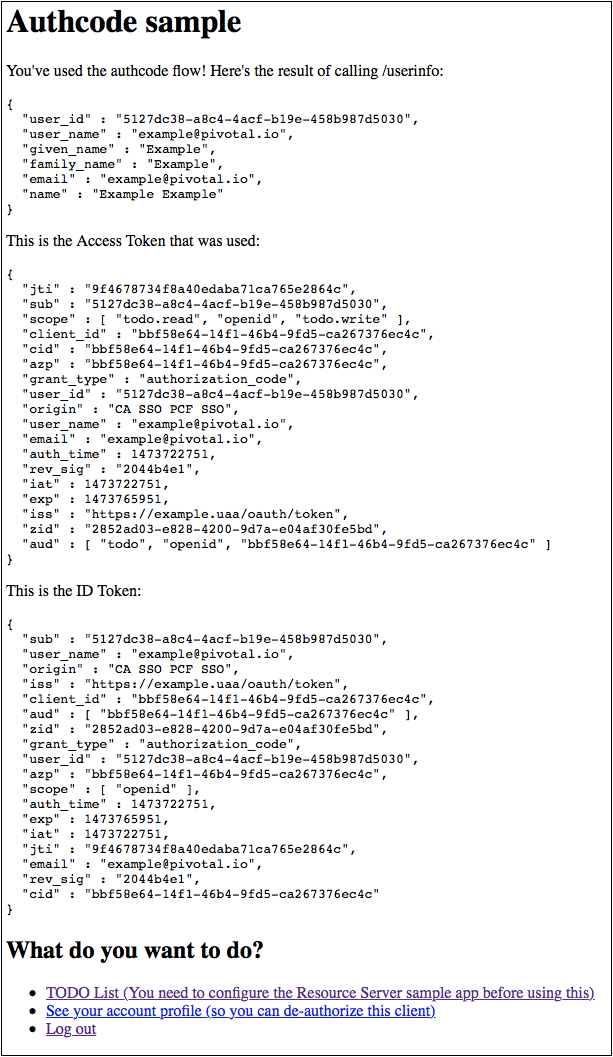 Authcode sample
You've used the authcode flow! Here's the result of calling /userinfo:
{
  "user_id" : "5127dc38-a8c4-4acf-b19e-458b987d5030",
  "user_name" : "example@pivotal.io",
  "given_name" : "Example",
  "family_name" : "Example",
  "email" : "example@pivotal.io",
  "name" : "Example Example"
}
This is the Access Token that was used:
{
  "jti" : "9f4678734f8a40edaba71ca765e2864c",
  "sub" : "5127dc38-a8c4-4acf-b19e-458b987d5030",
  "scope" : [ "todo.read", "openid", "todo.write" ],
  "client_id" : "bbf58e64-14f1-46b4-9fd5-ca267376ec4c",
  "cid" : "bbf58e64-14f1-46b4-9fd5-ca267376ec4c",
  "azp" : "bbf58e64-14f1-46b4-9fd5-ca267376ec4c",
  "grant_type" : "authorization_code",
  "user_id" : "5127dc38-a8c4-4acf-b19e-458b987d5030",
  "origin" : "CA SSO PCF SSO",
  "user_name" : "example@pivotal.io",
  "email" : "example@pivotal.io",
  "auth_time" : 1473722751,
  "rev_sig" : "2044b4e1",
  "iat" : 1473722751,
  "exp" : 1473765951,
  "iss" : "https://example.uaa/oauth/token",
  "zid" : "2852ad03-e828-4200-9d7a-e04af30fe5bd",
  "aud" : [ "todo", "openid", "bbf58e64-14f1-46b4-9fd5-ca267376ec4c" ]
}
This is the ID Token:
{
  "sub" : "5127dc38-a8c4-4acf-b19e-458b987d5030",
  "user_name" : "example@pivotal.io",
  "origin" : "CA SSO PCF SSO",
  "iss" : "https://example.uaa/oauth/token",
  "client_id" : "bbf58e64-14f1-46b4-9fd5-ca267376ec4c",
  "aud" : [ "bbf58e64-14f1-46b4-9fd5-ca267376ec4c" ],
  "zid" : "2852ad03-e828-4200-9d7a-e04af30fe5bd",
  "grant_type" : "authorization_code",
  "user_id" : "5127dc38-a8c4-4acf-b19e-458b987d5030",
  "azp" : "bbf58e64-14f1-46b4-9fd5-ca267376ec4c",
  "scope" : [ "openid" ],
  "auth_time" : 1473722751,
  "exp" : 1473765951,
  "iat" : 1473722751,
  "jti" : "9f4678734f8a40edaba71ca765e2864c",
  "email" : "example@pivotal.io",
  "rev_sig" : "2044b4e1",
  "cid" : "bbf58e64-14f1-46b4-9fd5-ca267376ec4c"
}
What do you want to do?
• TODO List (You need to configure the Resource Server sample app before using this)
• See your account profile (so you can de-authorize this client)
• Log out